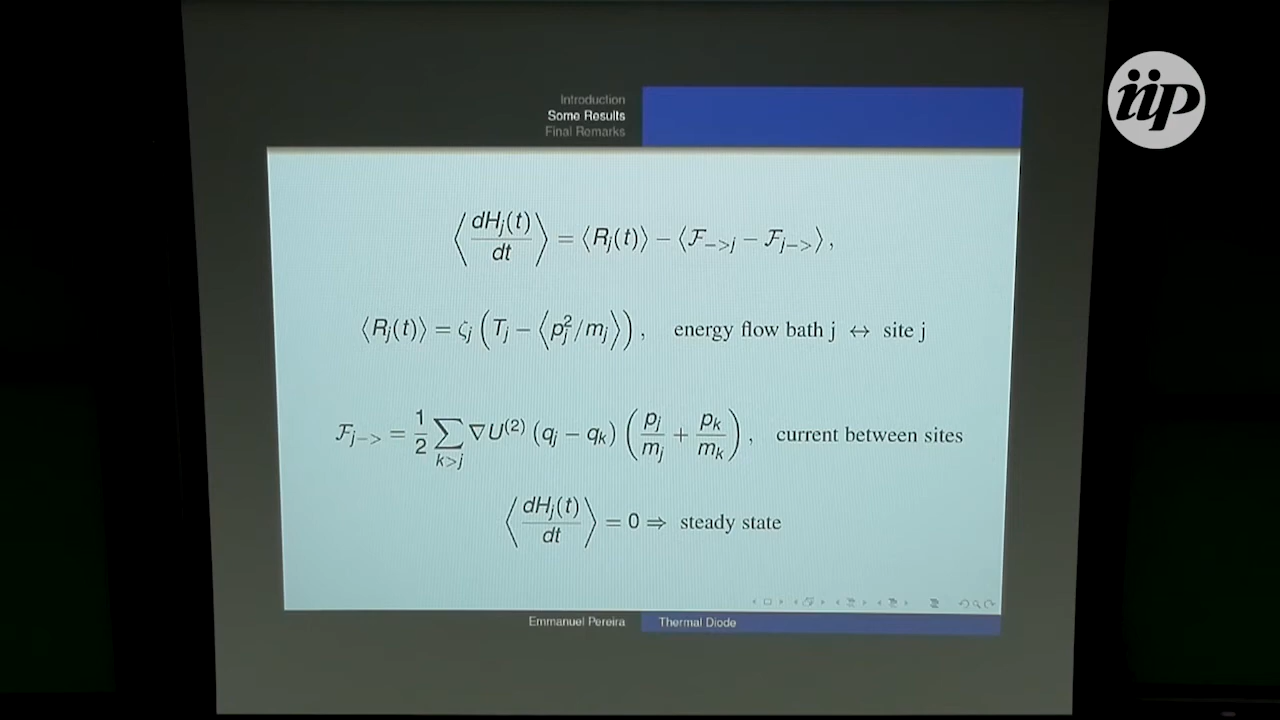 iip
Introduction
Some Results
Final Remarks
⟨dH_j(t)/dt⟩ = ⟨R_j(t)⟩ − ⟨ℱ_{->j} − ℱ_{j->}⟩,
⟨R_j(t)⟩ = ζ_j (T_j − ⟨p_j^2/m_j⟩), energy flow bath j ↔ site j
ℱ_{j->} = 1/2 ∑_{k>j} ∇U^{(2)} (q_j − q_k) (p_j/m_j + p_k/m_k), current between sites
⟨dH_j(t)/dt⟩ = 0 ⇒ steady state
Emmanuel Pereira Thermal Diode